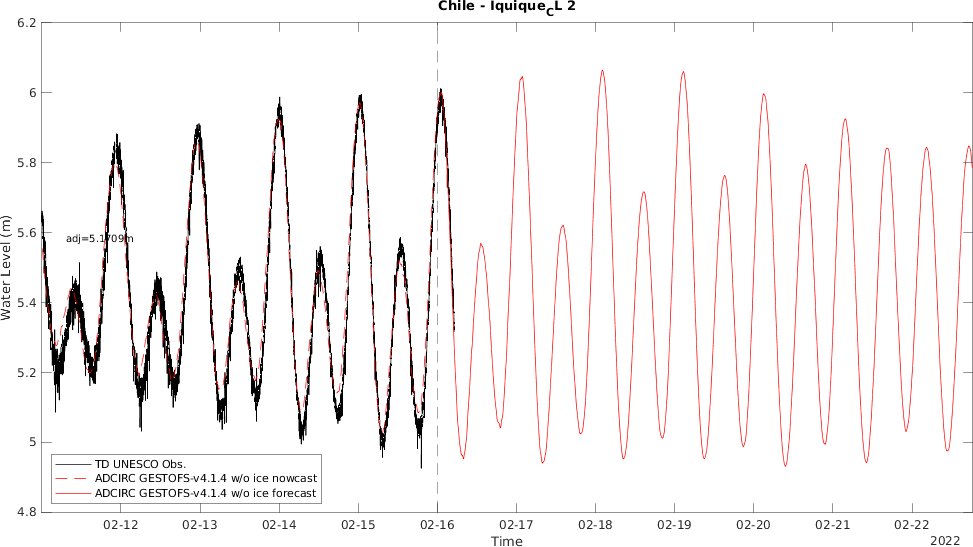 Chile - Iquique_CL 2
6.2
6
5.8
5.6
5.4
5.2
5
4.8
Water Level (m)
adj=5.1709m
TD UNESCO Obs.
ADCIRC GESTOFS-v4.1.4 w/o ice nowcast
ADCIRC GESTOFS-v4.1.4 w/o ice forecast
02-12 02-13 02-14 02-15 02-16 02-17 02-18 02-19 02-20 02-21 02-22
Time
2022